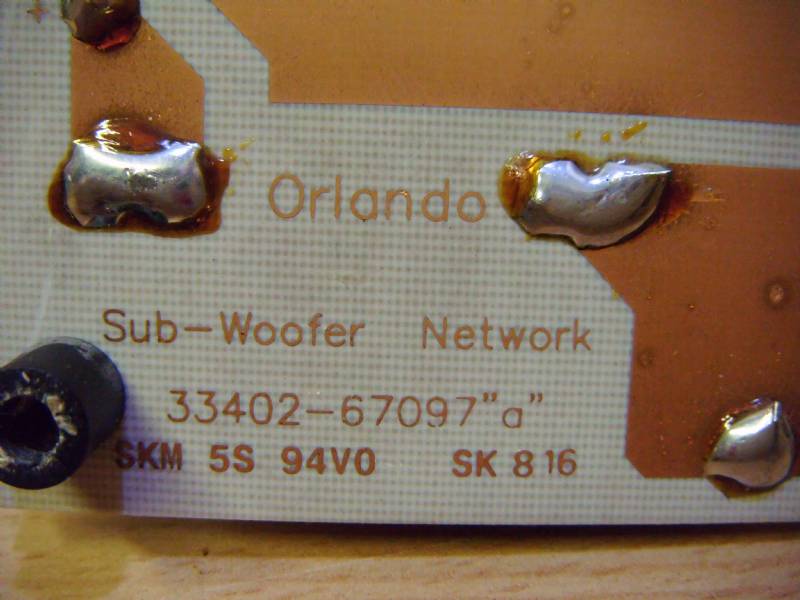 Orlando
Sub-Woofer Network
33402-67097"a"
SKM 5S 94V0 SK 816